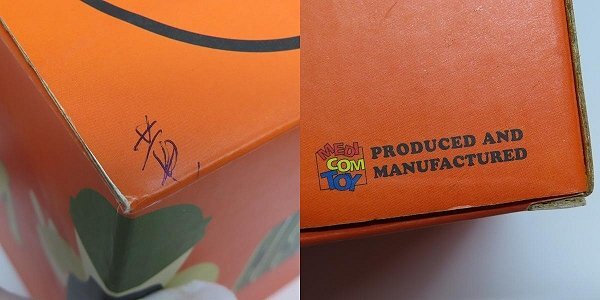 MEDI
COM
TOY
PRODUCED AND
MANUFACTURED